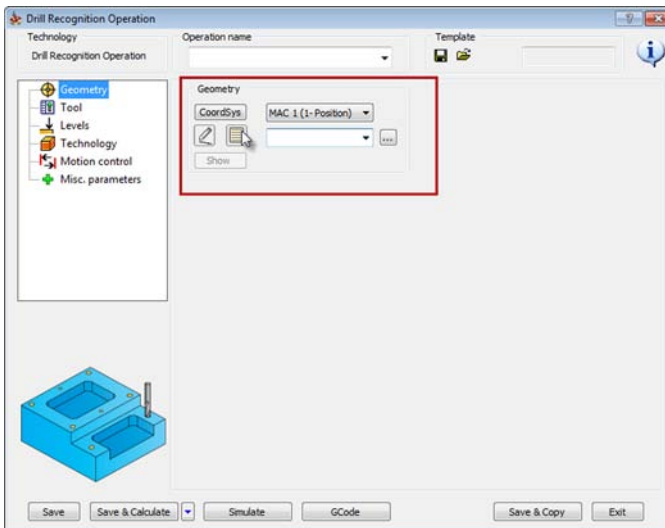 Drill Recognition Operation
Technology
Operation name
Template
Drill Recognition Operation
Geometry
Tool
Levels
Technology
Motion control
Misc. parameters
Geometry
CoordSys
MAC 1 (1- Position)
...
Show
Save
Save & Calculate
Simulate
GCode
Save & Copy
Exit